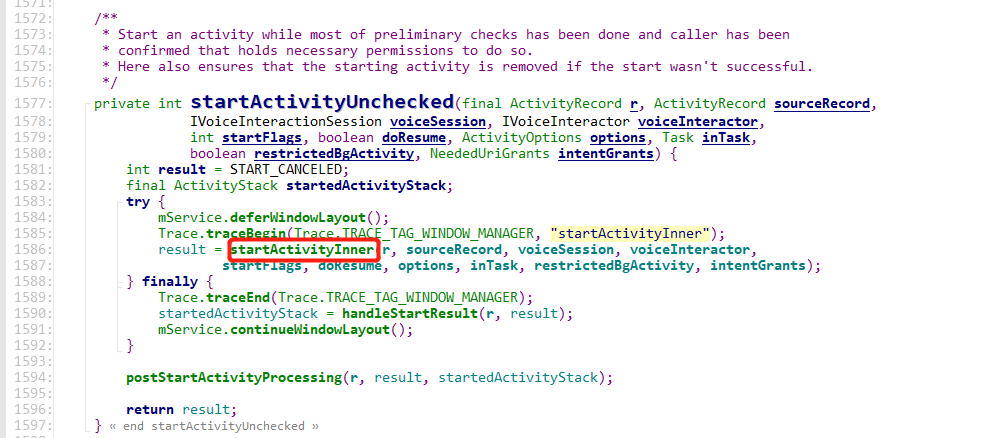 1571:
1572: /**
1573: * Start an activity while most of preliminary checks has been done and caller has been
1574: * confirmed that holds necessary permissions to do so.
1575: * Here also ensures that the starting activity is removed if the start wasn't successful.
1576: */
1577: private int startActivityUnchecked(final ActivityRecord r, ActivityRecord sourceRecord,
1578: IVoiceInteractionSession voiceSession, IVoiceInteractor voiceInteractor,
1579: int startFlags, boolean doResume, ActivityOptions options, Task inTask,
1580: boolean restrictedBgActivity, NeededUriGrants intentGrants) {
1581: int result = START_CANCELED;
1582: final ActivityStack startedActivityStack;
1583: try {
1584: mService.deferWindowLayout();
1585: Trace.traceBegin(Trace.TRACE_TAG_WINDOW_MANAGER, "startActivityInner");
1586: result = startActivityInner(r, sourceRecord, voiceSession, voiceInteractor,
1587: startFlags, doResume, options, inTask, restrictedBgActivity, intentGrants);
1588: } finally {
1589: Trace.traceEnd(Trace.TRACE_TAG_WINDOW_MANAGER);
1590: startedActivityStack = handleStartResult(r, result);
1591: mService.continueWindowLayout();
1592: }
1593:
1594: postStartActivityProcessing(r, result, startedActivityStack);
1595:
1596: return result;
1597: } « end startActivityUnchecked »
1598: